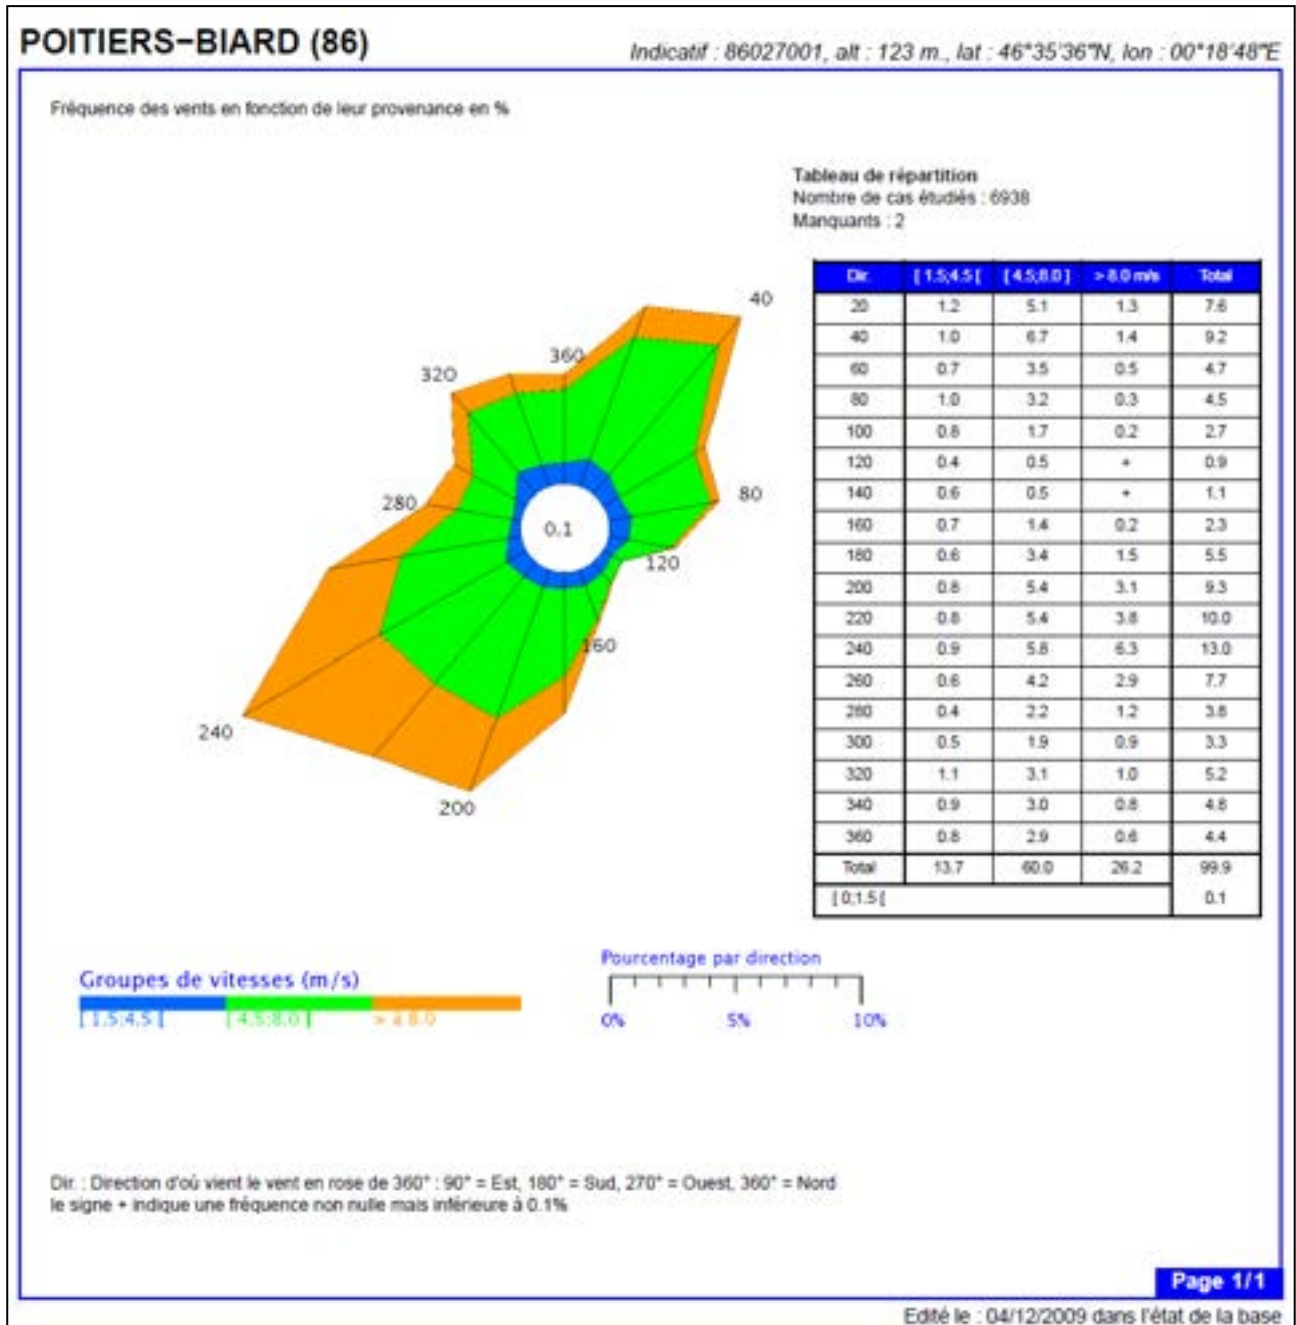 POITIERS–BIARD (86)
Indicatif : 86027001, alt : 123 m., lat : 46°35'36"N, lon : 00°18'48"E
Fréquence des vents en fonction de leur provenance en %
Tableau de répartition
Nombre de cas étudiés : 6938
Manquants : 2
40
360
320
280
0.1
80
120
160
240
200
Dir. [ 1.5;4.5 [ [ 4.5;8.0 ] > 8.0 m/s Total
20 1.2 5.1 1.3 7.6
40 1.0 6.7 1.4 9.2
60 0.7 3.5 0.5 4.7
80 1.0 3.2 0.3 4.5
100 0.8 1.7 0.2 2.7
120 0.4 0.5 + 0.9
140 0.6 0.5 + 1.1
160 0.7 1.4 0.2 2.3
180 0.6 3.4 1.5 5.5
200 0.8 5.4 3.1 9.3
220 0.8 5.4 3.8 10.0
240 0.9 5.8 6.3 13.0
260 0.6 4.2 2.9 7.7
280 0.4 2.2 1.2 3.8
300 0.5 1.9 0.9 3.3
320 1.1 3.1 1.0 5.2
340 0.9 3.0 0.8 4.8
360 0.8 2.9 0.6 4.4
Total 13.7 60.0 26.2 99.9
[ 0;1.5 [ 0.1
Groupes de vitesses (m/s)
[ 1.5;4.5 [ [ 4.5;8.0 ] > à 8.0
Pourcentage par direction
0% 5% 10%
Dir. : Direction d'où vient le vent en rose de 360° : 90° = Est, 180° = Sud, 270° = Ouest, 360° = Nord
le signe + indique une fréquence non nulle mais inférieure à 0.1%
Page 1/1
Edité le : 04/12/2009 dans l'état de la base